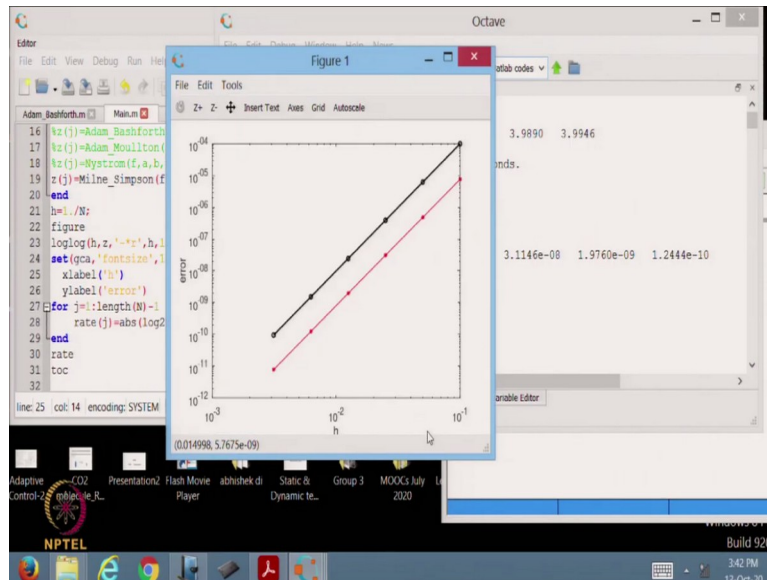 Octave
Editor
File Edit View Debug Run
File Edit Debug Window Help News
Figure 1
File Edit Tools
Z+ Z- Insert Text Axes Grid Autoscale
atlab codes
Adam_Bashforth.m Main.m
16 %z(j)=Adam_Bashforth
17 %z(j)=Adam_Moullton(
18 %z(j)=Nystrom(f,a,b,
19 z(j)=Milne_Simpson(f
20 end
21 h=1./N;
22 figure
23 loglog(h,z,'-*r',h,
24 set(gca,'fontsize',1
25 xlabel('h')
26 ylabel('error')
27 for j=1:length(N)-1
28 rate(j)=abs(log2
29 end
30 rate
31 toc
32
line: 25 col: 14 encoding: SYSTEM
10-04
10-05
10-06
10-07
10-08
10-09
10-10
10-11
10-12
error
10-3 10-2 10-1
h
(0.014998, 5.7675e-09)
3.9890 3.9946
onds.
3.1146e-08 1.9760e-09 1.2444e-10
ariable Editor
Adaptive Control-2
CO2 molecule_R...
Presentation2
Flash Movie Player
abhishek di
Static & Dynamic te...
Group 3
MOOCs July 2020
NPTEL
Build 920
3:42 PM